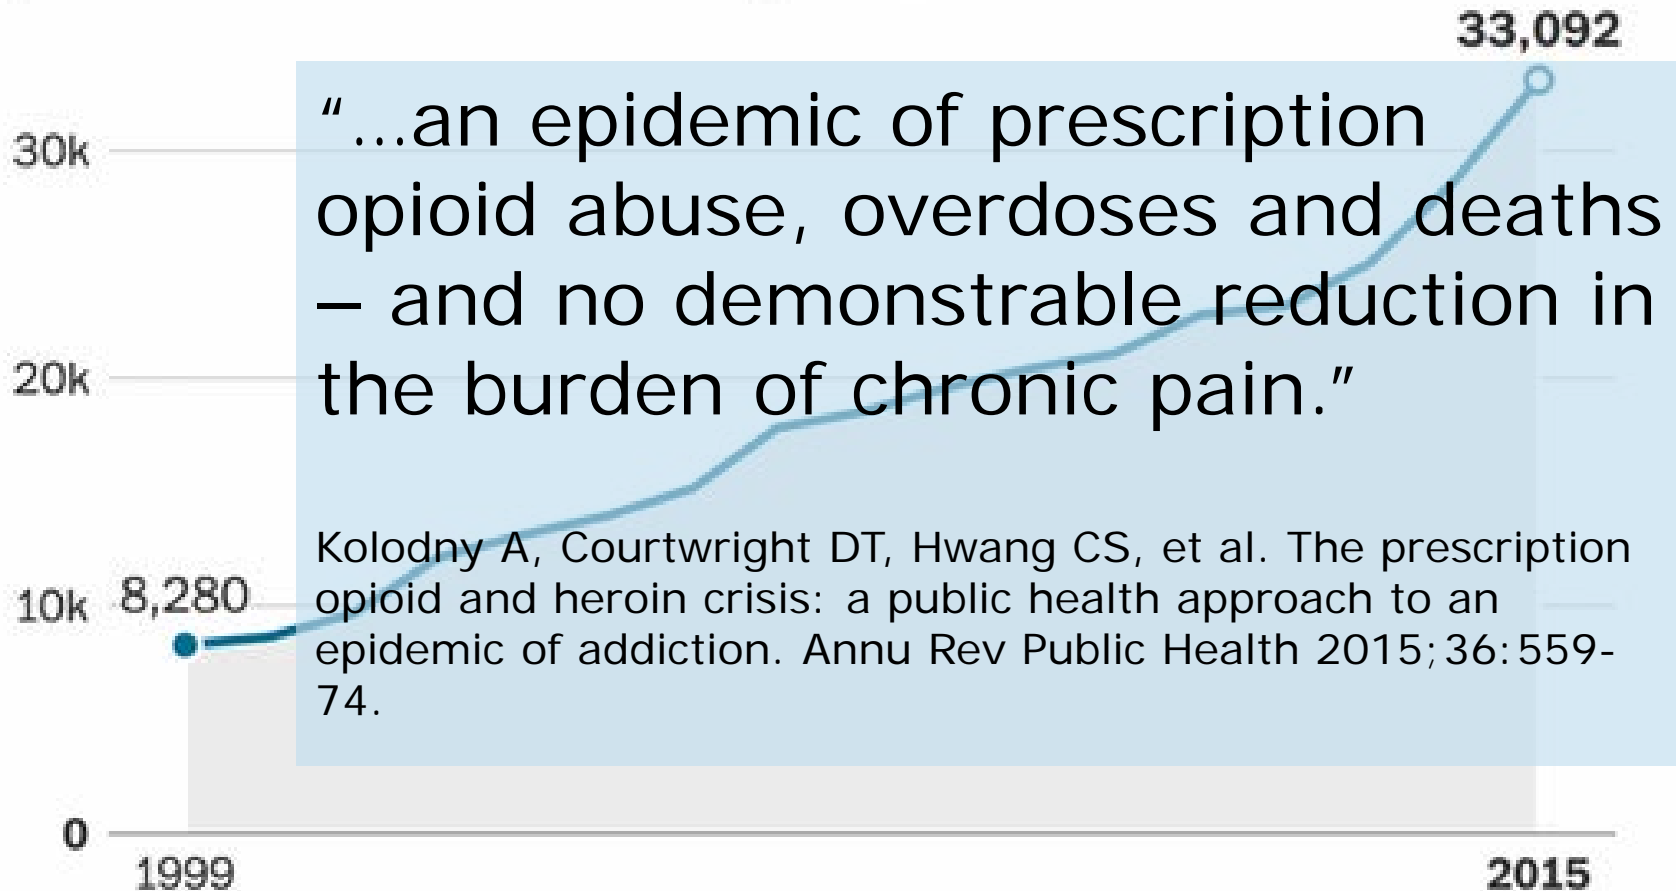 33,092
"…an epidemic of prescription
30k
opioid abuse, overdoses and deaths
– and no demonstrable reduction in
20k
the burden of chronic pain."
Kolodny A, Courtwright DT, Hwang CS, et al. The prescription
10k 8,280
opioid and heroin crisis: a public health approach to an
epidemic of addiction. Annu Rev Public Health 2015;36:559-
74.
0
1999
2015